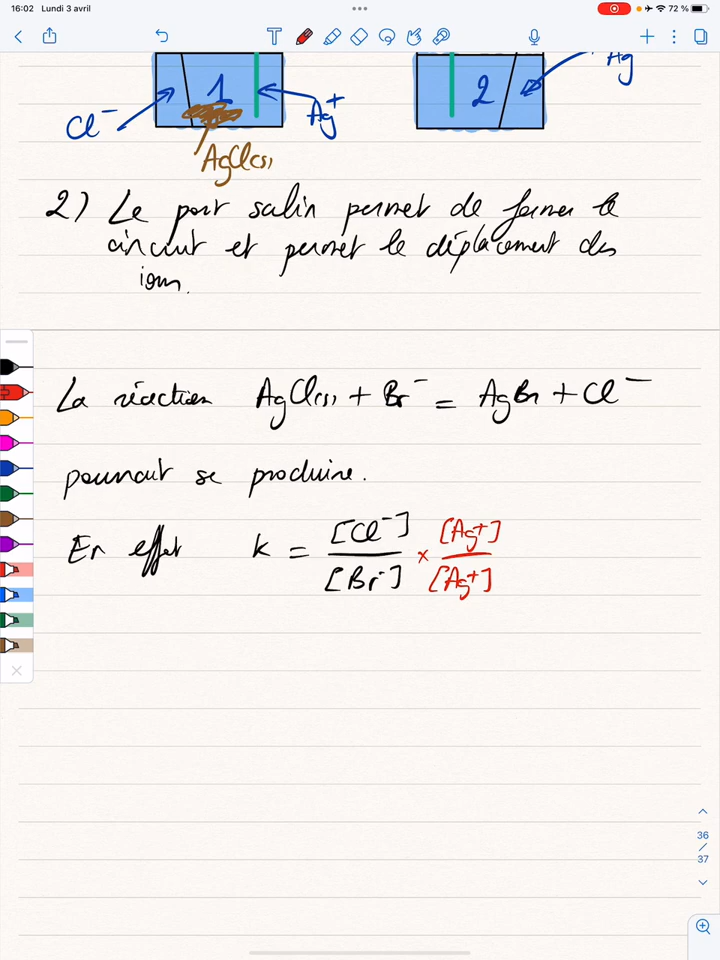 16:02 Lundi 3 avril
72 %
Ag
1
2
Cl⁻
Ag⁺
AgCl(s)
2) Le pont salin permet de fermer le
circuit et permet le déplacement des
ions.
La réaction AgCl(s) + Br⁻ = AgBr + Cl⁻
pourrait se produire.
En effet k = [Cl⁻] / [Br⁻] × [Ag⁺] / [Ag⁺]
36
/
37